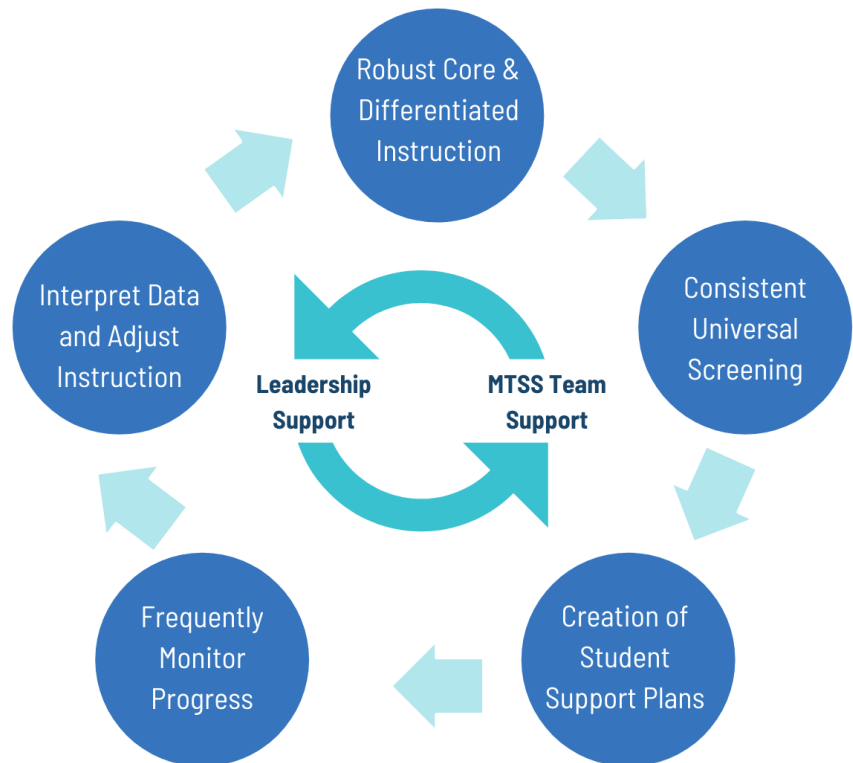 Robust Core &
Differentiated
Instruction
Consistent
Universal
Screening
Creation of
Student
Support Plans
Frequently
Monitor
Progress
Interpret Data
and Adjust
Instruction
Leadership
Support
MTSS Team
Support